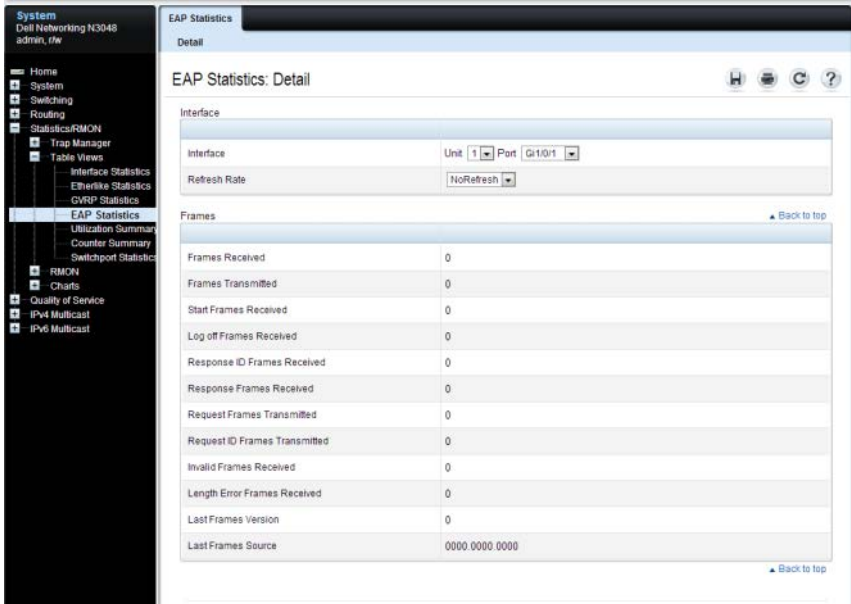 System
Dell Networking N3048
admin, r/w
EAP Statistics
Detail
Home
System
Switching
Routing
Statistics/RMON
Trap Manager
Table Views
Interface Statistics
Etherlike Statistics
GVRP Statistics
EAP Statistics
Utilization Summary
Counter Summary
Switchport Statistics
RMON
Charts
Quality of Service
IPv4 Multicast
IPv6 Multicast
EAP Statistics: Detail
?
Interface
Interface Unit 1 Port Gi1/0/1
Refresh Rate NoRefresh
Frames Back to top
Frames Received 0
Frames Transmitted 0
Start Frames Received 0
Log off Frames Received 0
Response ID Frames Received 0
Response Frames Received 0
Request Frames Transmitted 0
Request ID Frames Transmitted 0
Invalid Frames Received 0
Length Error Frames Received 0
Last Frames Version 0
Last Frames Source 0000.0000.0000
Back to top